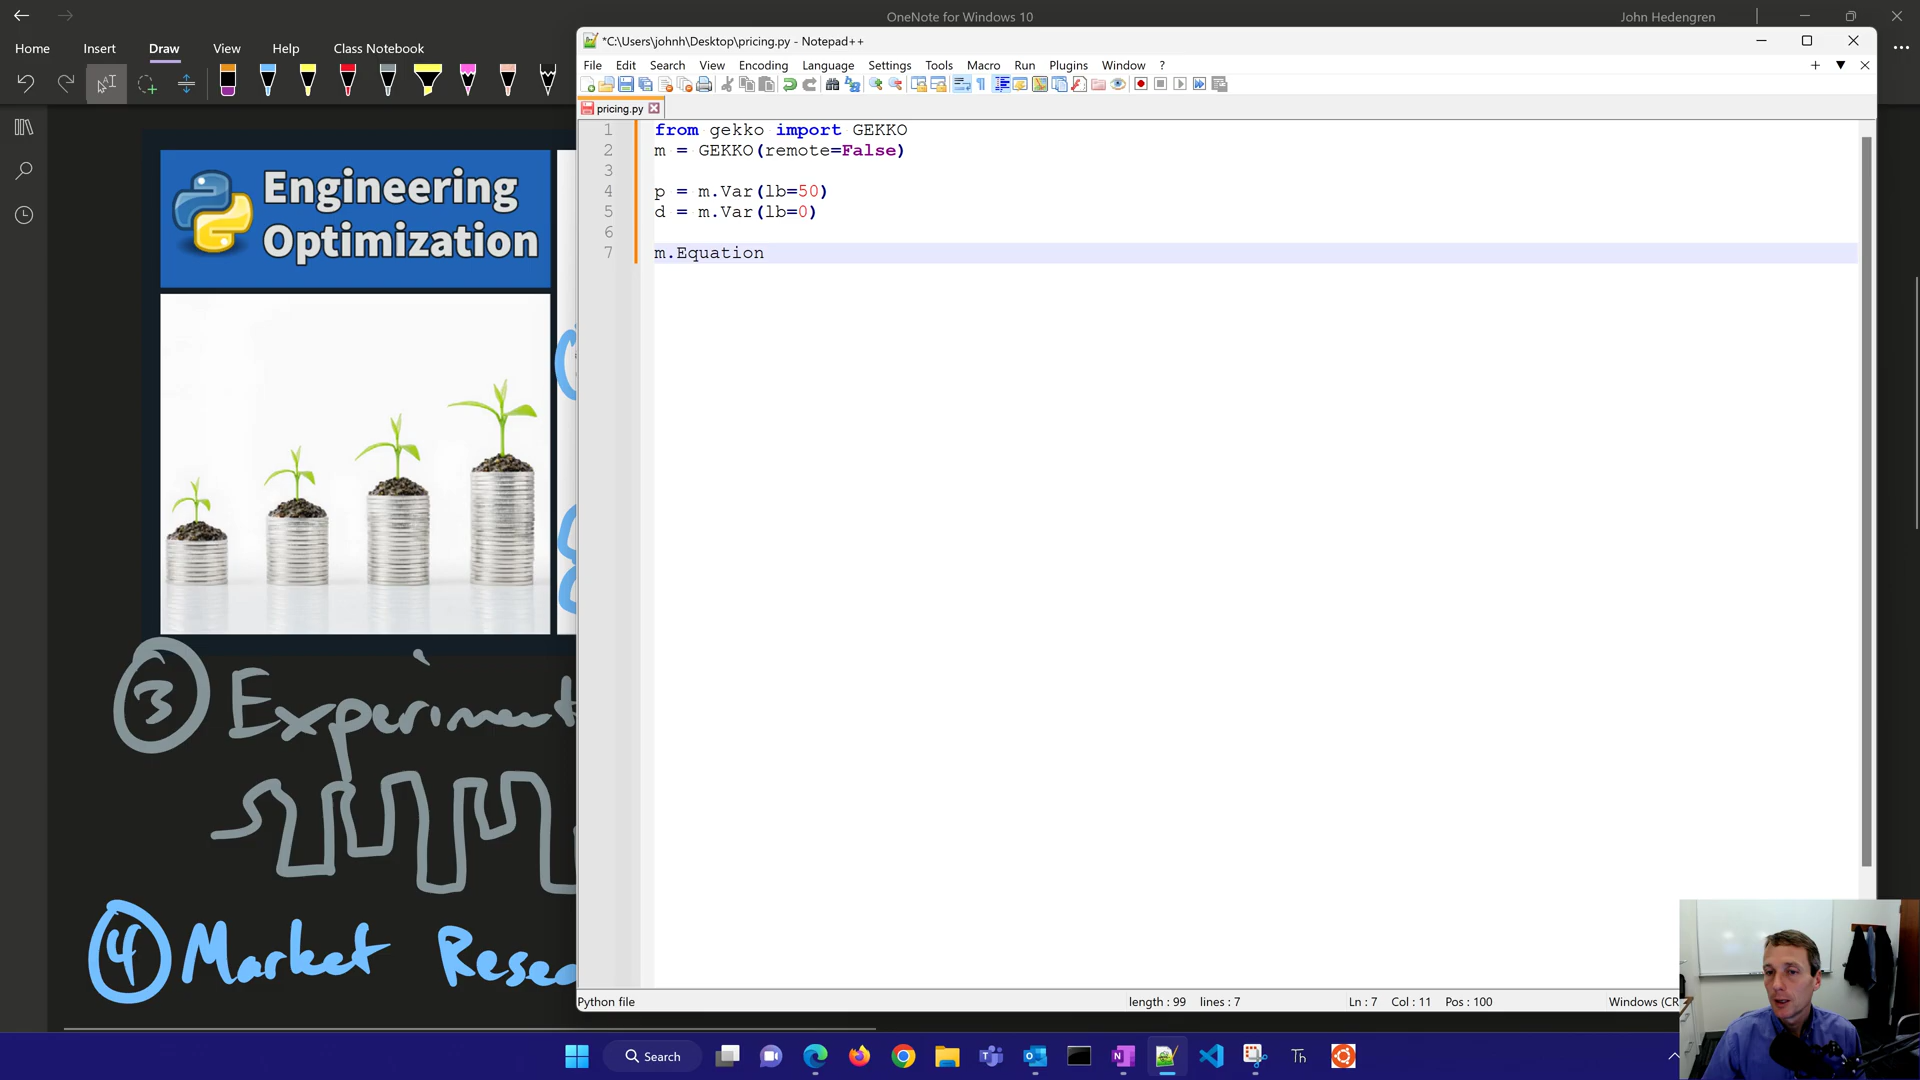 OneNote for Windows 10
John Hedengren
Home
Insert
Draw
View
Help
Class Notebook
*C:\Users\johnh\Desktop\pricing.py - Notepad++
File Edit Search View Encoding Language Settings Tools Macro Run Plugins Window ?
pricing.py
1 from gekko import GEKKO
2 m = GEKKO(remote=False)
3
4 p = m.Var(lb=50)
5 d = m.Var(lb=0)
6
7 m.Equation
Engineering
Optimization
3 Experiment
4 Market
Python file
length : 99 lines : 7
Ln : 7 Col : 11 Pos : 100
Windows (CR
Search
Th